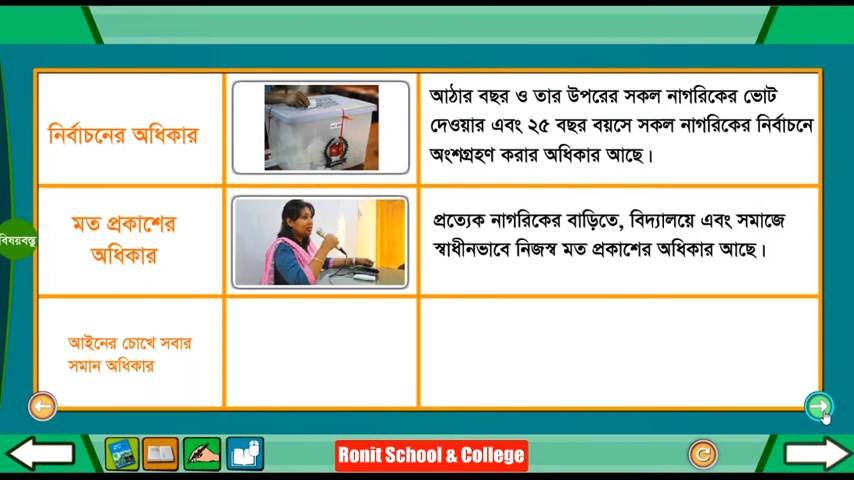 নির্বাচনের অধিকার
আঠার বছর ও তার উপরের সকল নাগরিকের ভোট
দেওয়ার এবং ২৫ বছর বয়সে সকল নাগরিকের নির্বাচনে
অংশগ্রহণ করার অধিকার আছে।
মত প্রকাশের
অধিকার
প্রত্যেক নাগরিকের বাড়িতে, বিদ্যালয়ে এবং সমাজে
স্বাধীনভাবে নিজস্ব মত প্রকাশের অধিকার আছে।
বিষয়বস্তু
আইনের চোখে সবার
সমান অধিকার
Ronit School & College